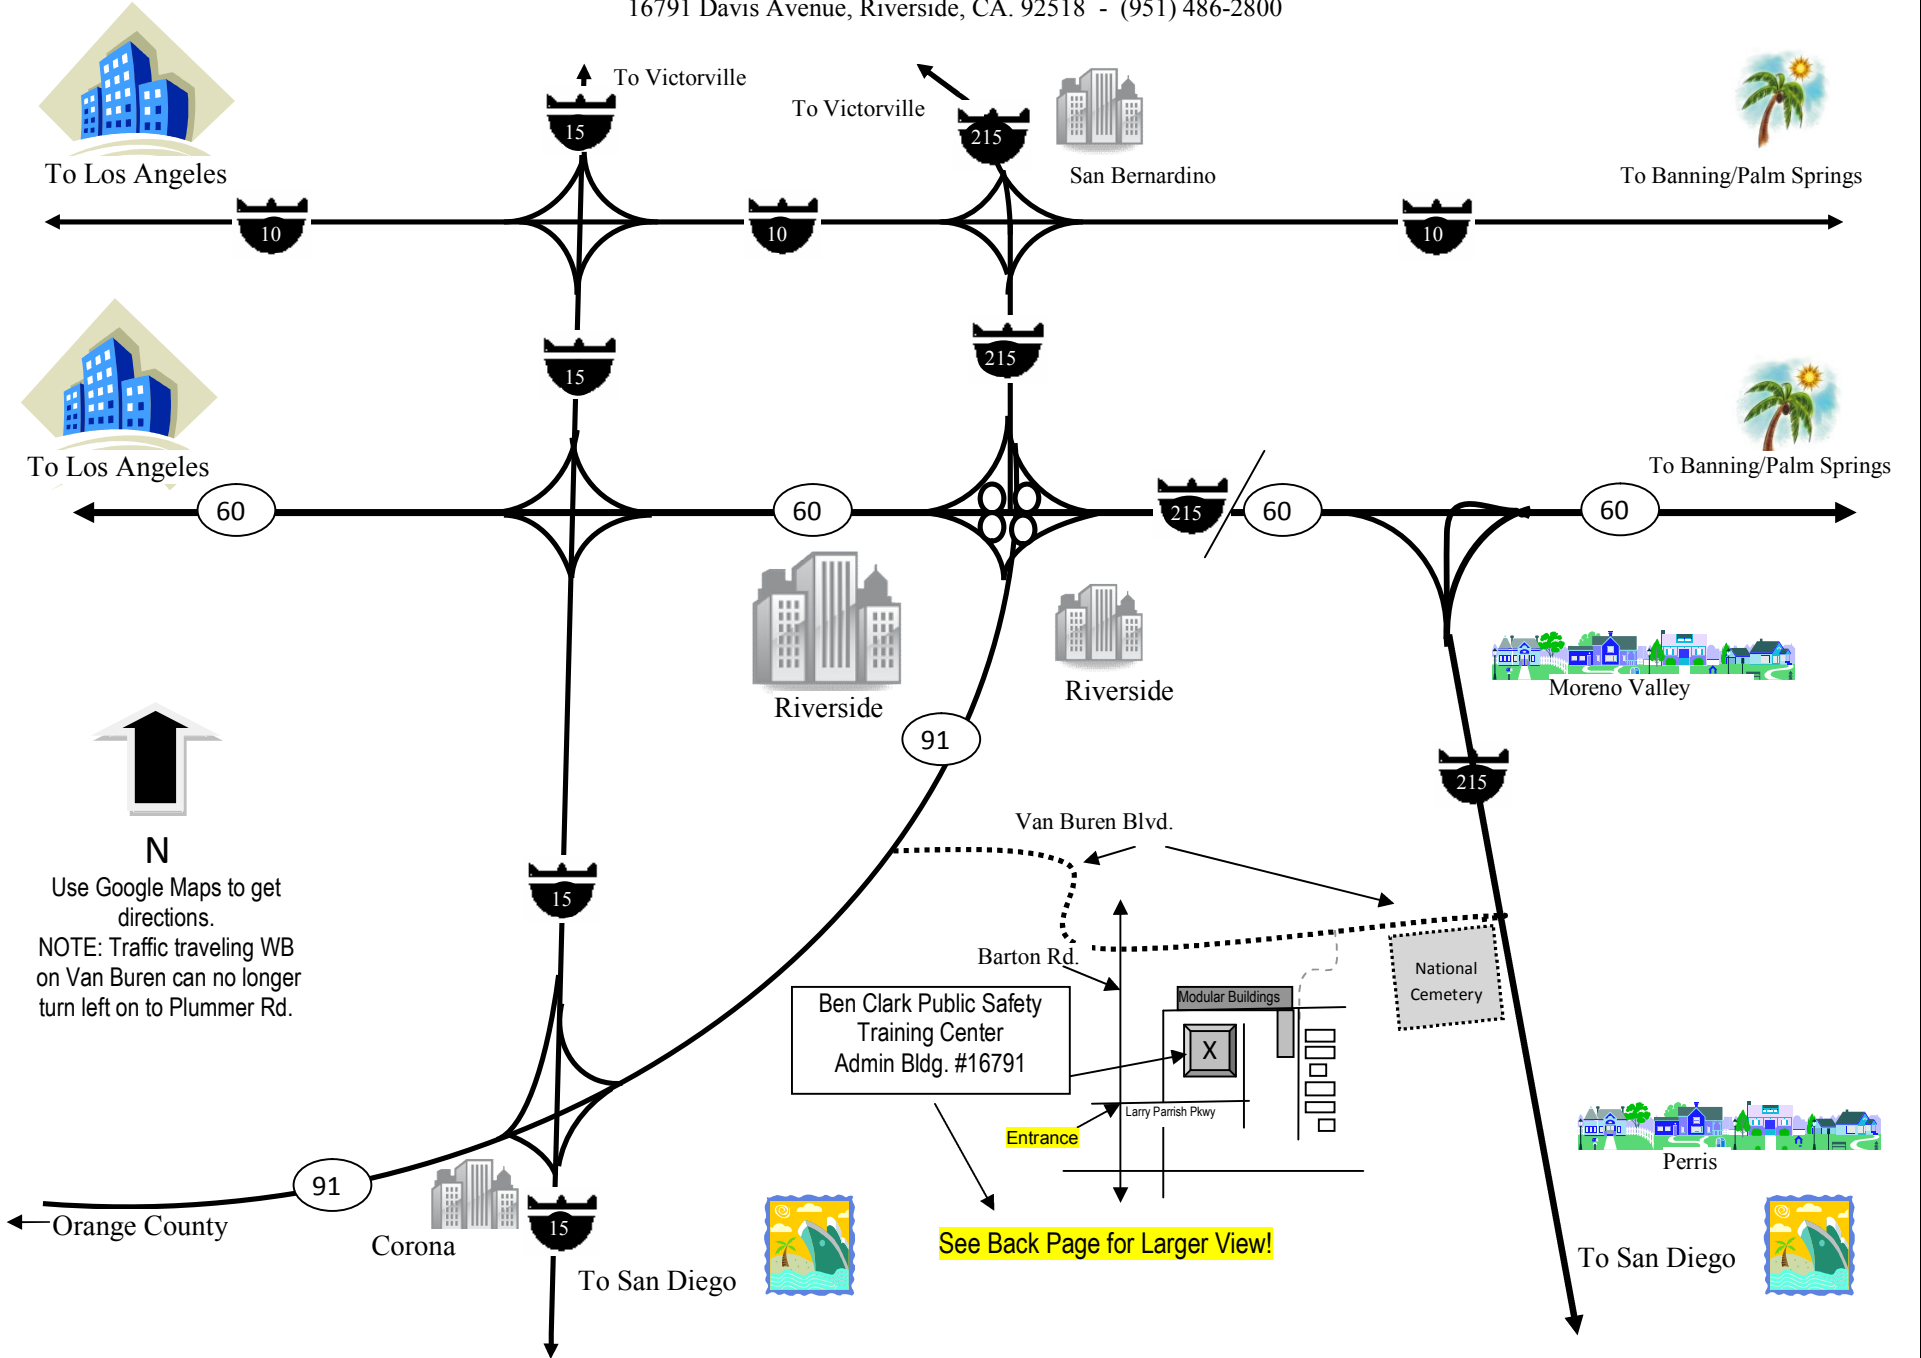 16791 Davis Avenue, Riverside, CA. 92518 - (951) 486-2800
To Victorville
To Victorville
15
215
To Los Angeles
San Bernardino
To Banning/Palm Springs
10
10
10
15
215
To Los Angeles
To Banning/Palm Springs
60
60
215
60
60
Riverside
Riverside
Moreno Valley
91
215
N
Use Google Maps to get
directions.
NOTE: Traffic traveling WB
on Van Buren can no longer
turn left on to Plummer Rd.
Van Buren Blvd.
15
Barton Rd.
National
Cemetery
Modular Buildings
Ben Clark Public Safety
Training Center
Admin Bldg. #16791
X
Larry Parrish Pkwy
Entrance
Perris
91
Orange County
Corona
15
See Back Page for Larger View!
To San Diego
To San Diego